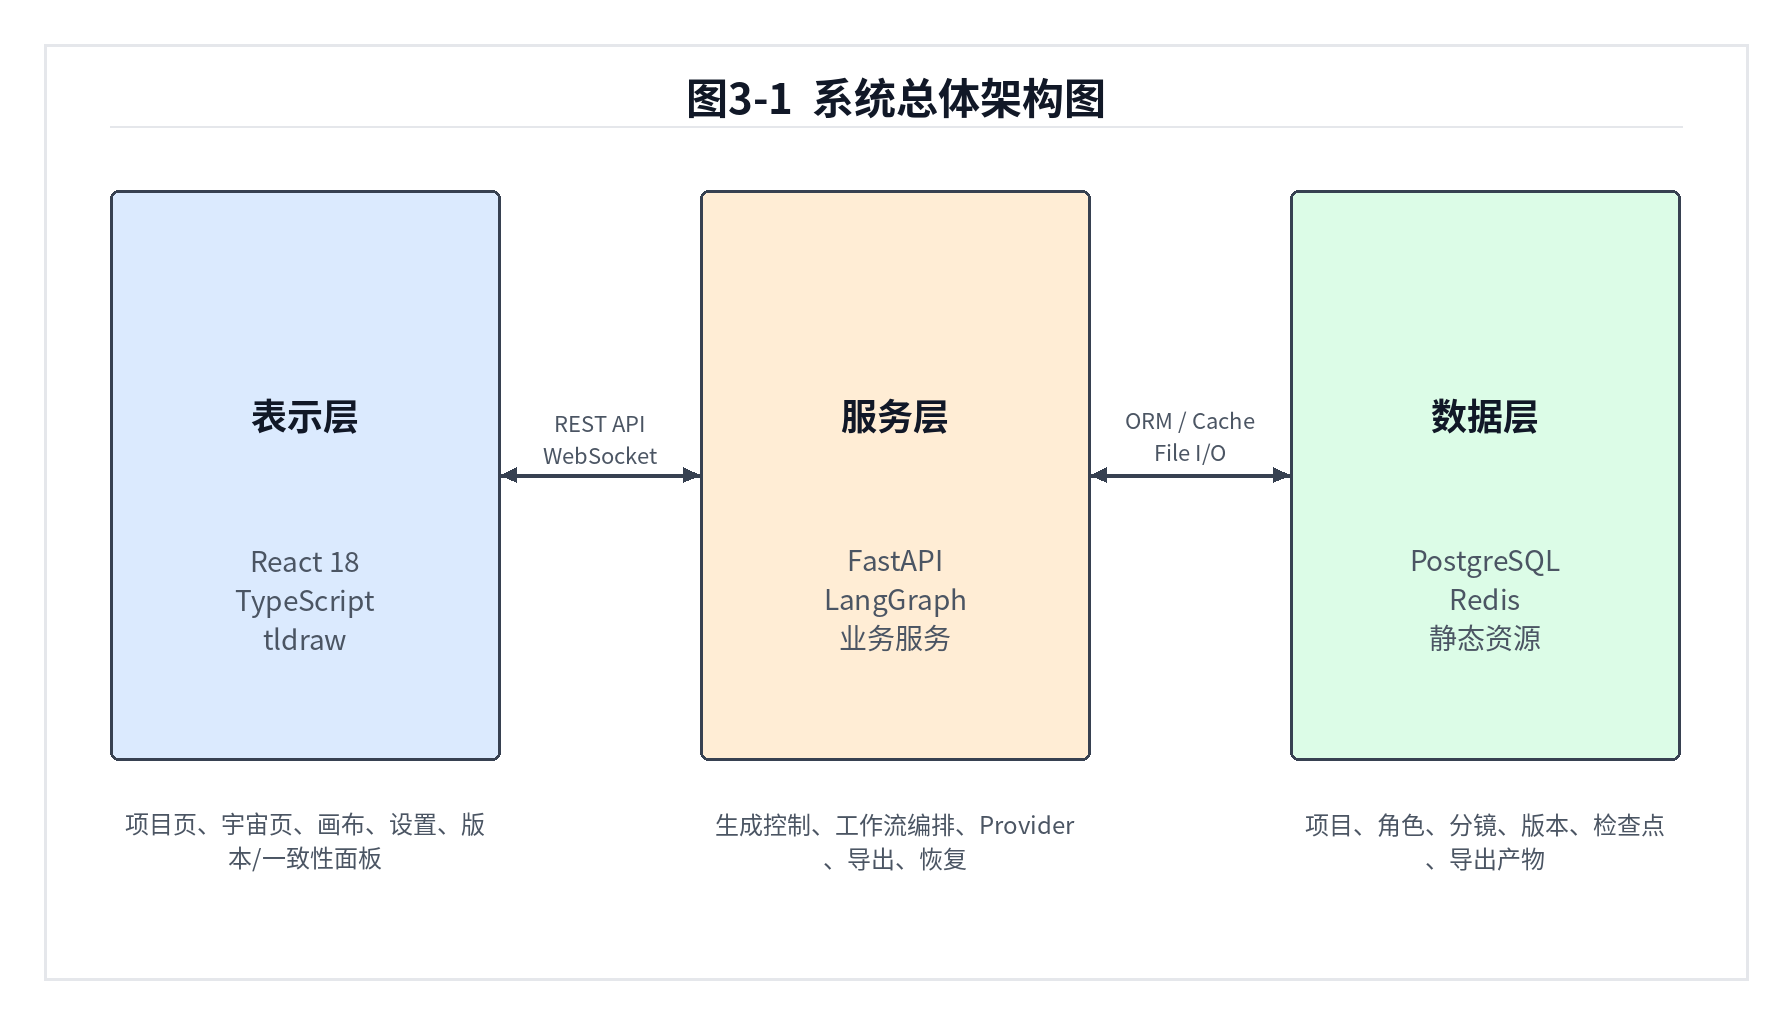 图3-1 系统总体架构图
表示层
React 18
TypeScript
tldraw
项目页、宇宙页、画布、设置、版
本/一致性面板
REST API
WebSocket
服务层
FastAPI
LangGraph
业务服务
生成控制、工作流编排、Provider
、导出、恢复
ORM / Cache
File I/O
数据层
PostgreSQL
Redis
静态资源
项目、角色、分镜、版本、检查点
、导出产物